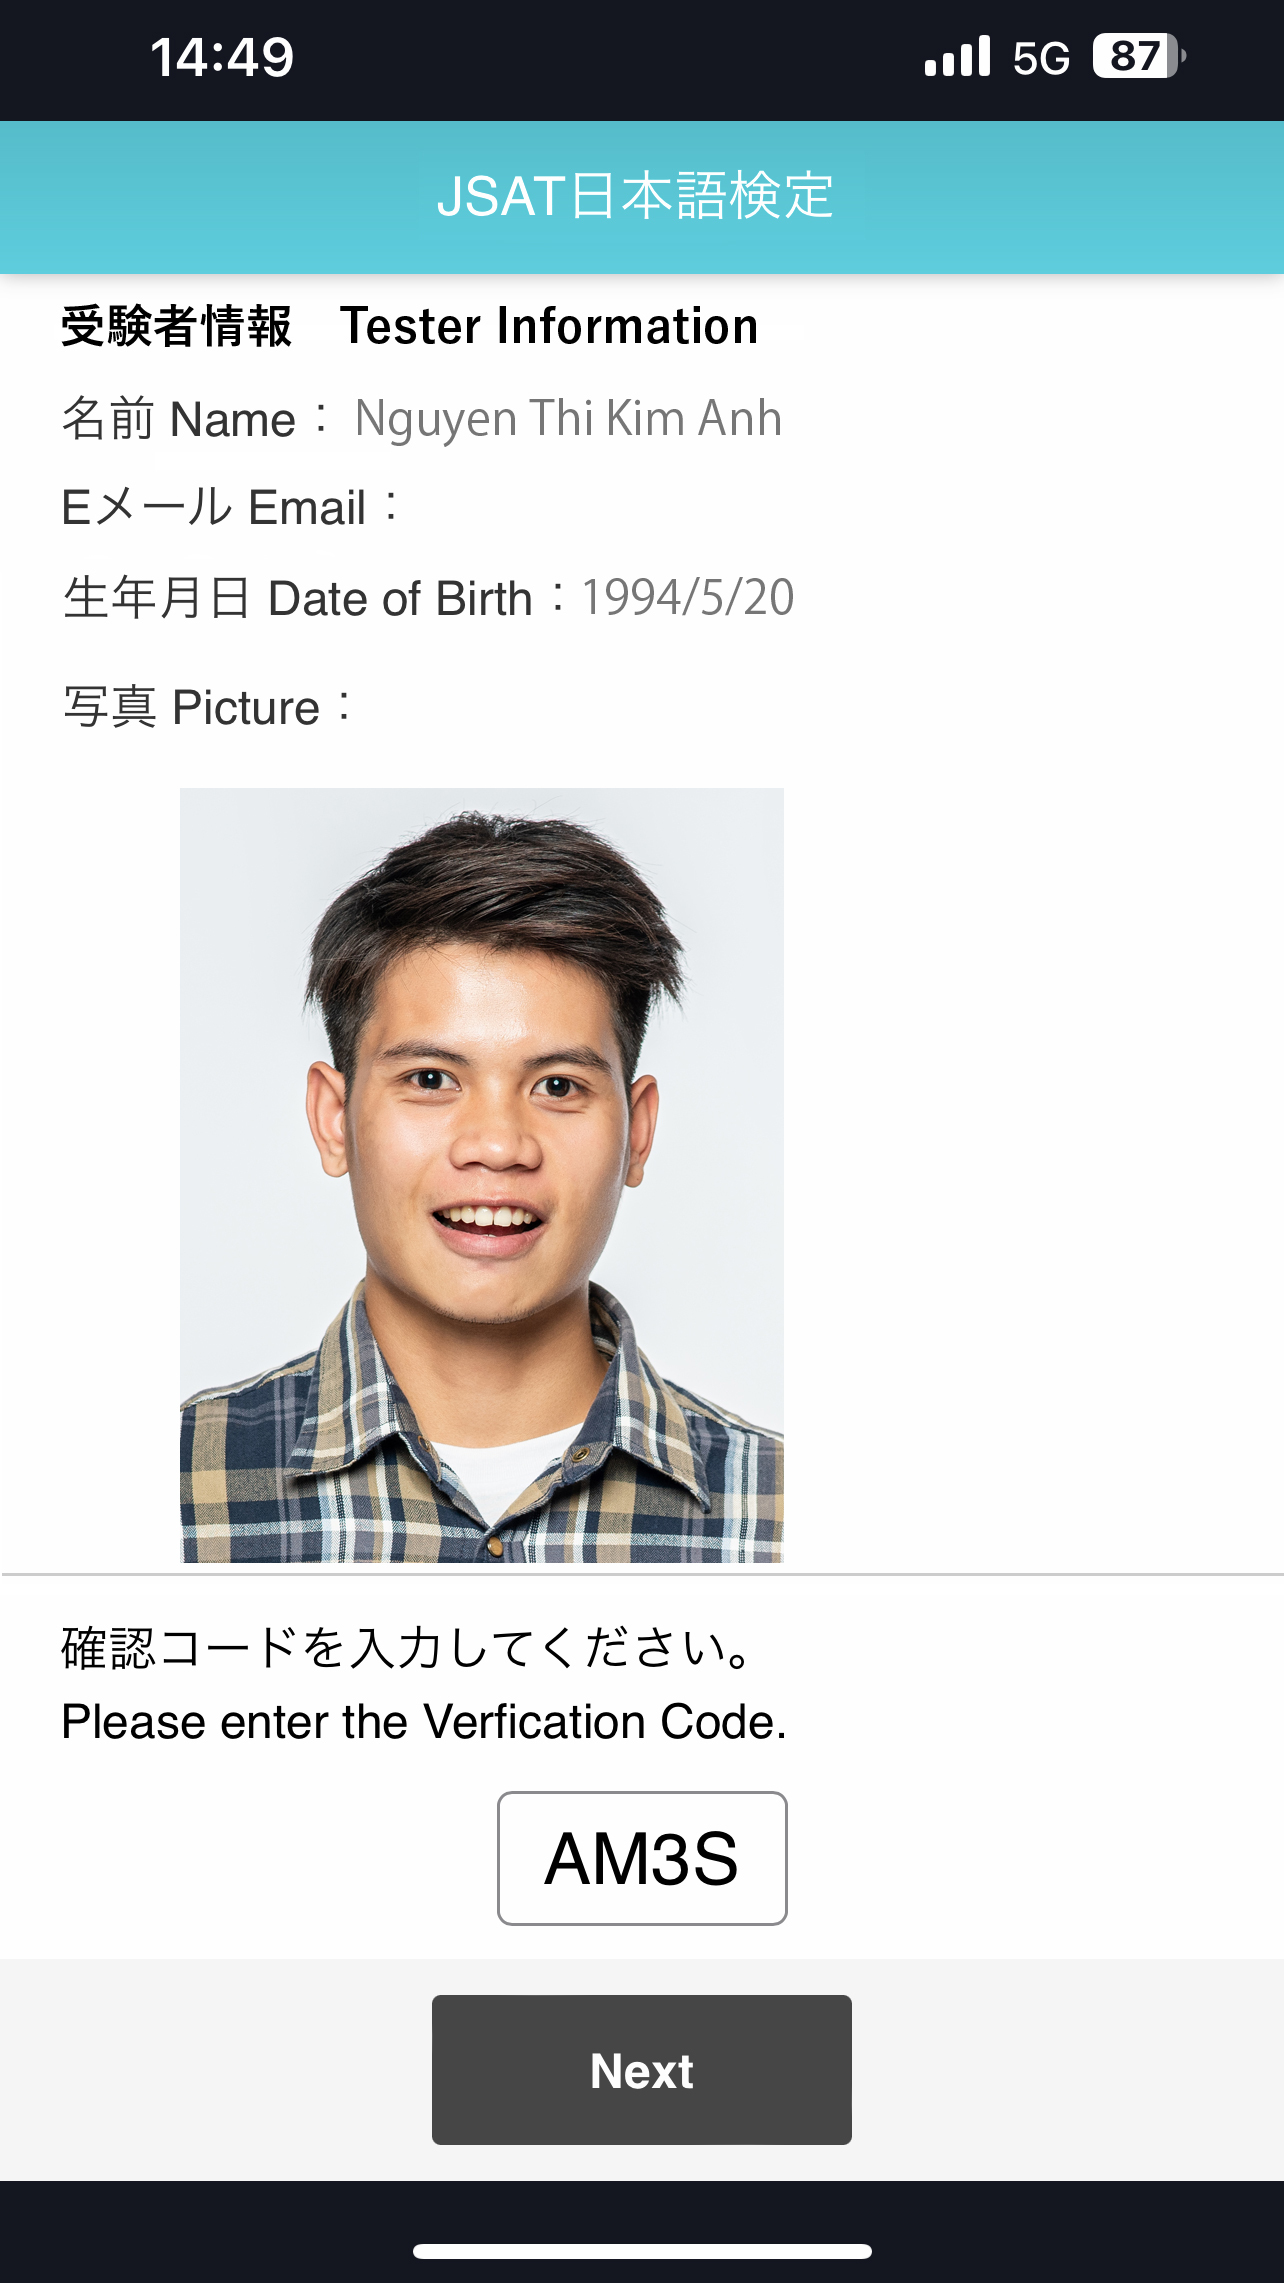 14:49 5G 87
JSAT日本語検定
受験者情報　Tester Information
名前 Name： Nguyen Thi Kim Anh
Eメール Email：
生年月日 Date of Birth：1994/5/20
写真 Picture：
確認コードを入力してください。
Please enter the Verfication Code.
AM3S
Next